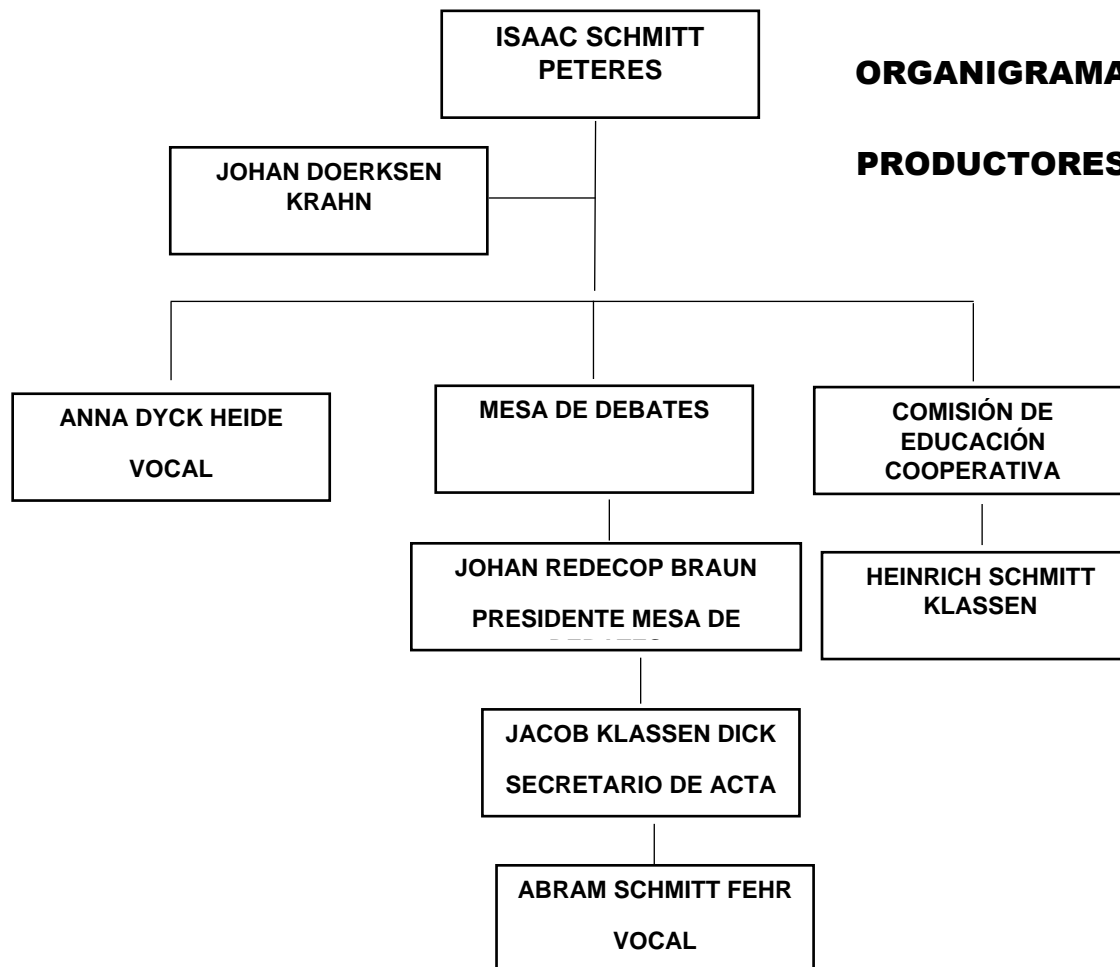 ISAAC SCHMITT
PETERES
ORGANIGRAMA
PRODUCTORES
JOHAN DOERKSEN
KRAHN
ANNA DYCK HEIDE
VOCAL
MESA DE DEBATES
COMISIÓN DE
EDUCACIÓN
COOPERATIVA
JOHAN REDECOP BRAUN
PRESIDENTE MESA DE
HEINRICH SCHMITT
KLASSEN
JACOB KLASSEN DICK
SECRETARIO DE ACTA
ABRAM SCHMITT FEHR
VOCAL